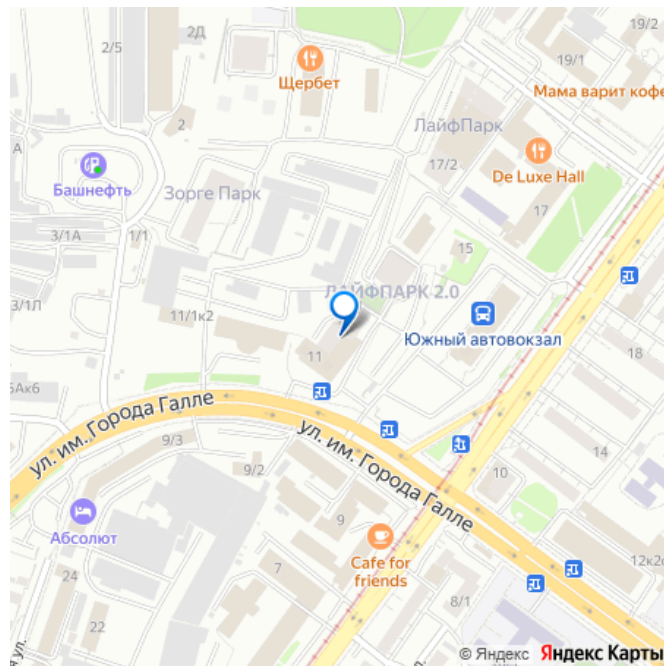 2Д
2/5
19/2
19/1
Щербет
Мама варит кофе
2
ЛайфПарк
А
17/2
De Luxe Hall
Башнефть
Зорге Парк
17
3/1А
1/1
15
3/1Л
ЛАЙФПАРК 2.0
11/1к2
Южный автовокзал
18
11
5Ак6
ул. им. Города Галле
ул. им. Города Галле
9/3
14
9/2
10
Абсолют
9
Cafe for
friends
7
12к2с
24
8/1
22
я ул.
© Яндекс Яндекс Карты